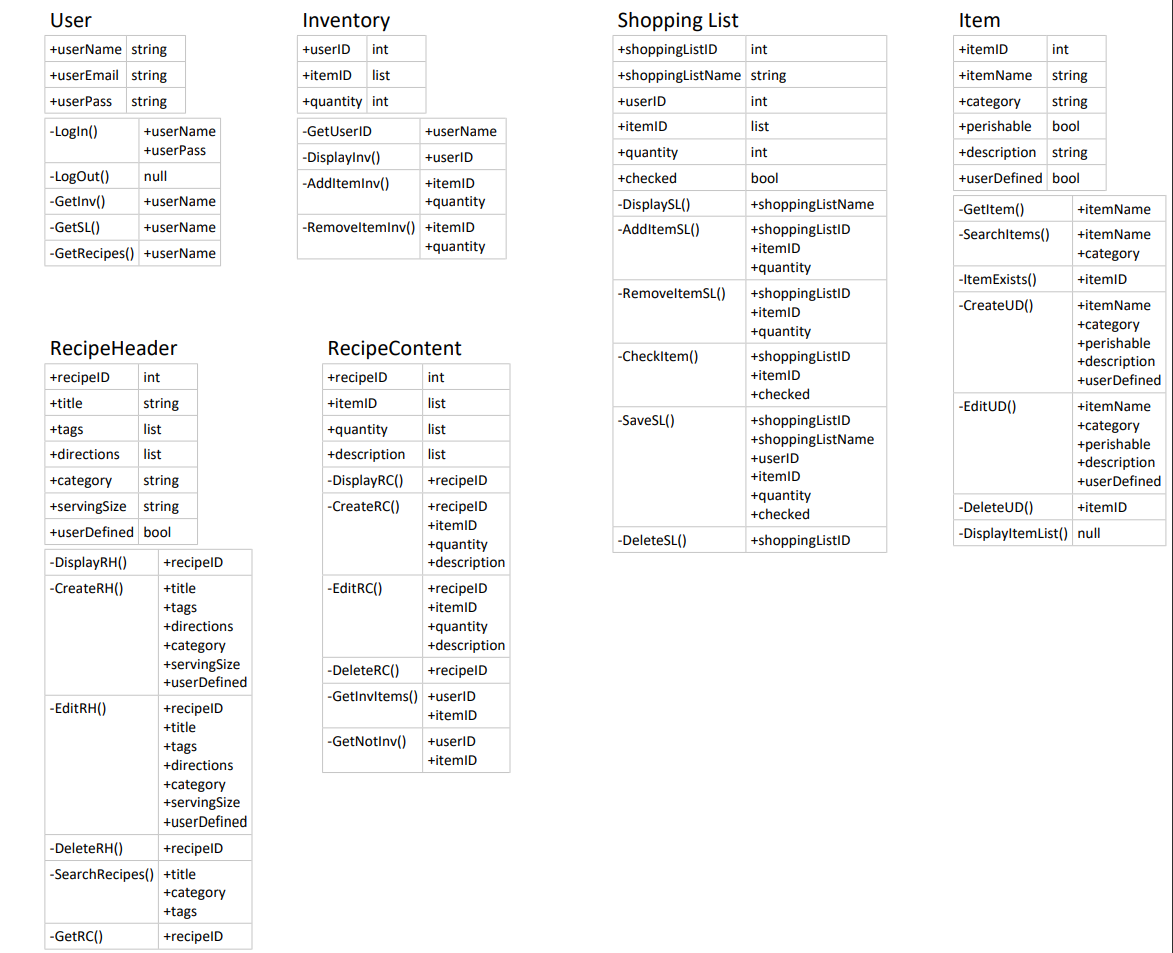 User
+userName string
+userEmail string
+userPass string
-LogIn() +userName
+userPass
-LogOut() null
-GetInv() +userName
-GetSL() +userName
-GetRecipes() +userName
Inventory
+userID int
+itemID list
+quantity int
-GetUserID +userName
-DisplayInv() +userID
-AddItemInv() +itemID
+quantity
-RemoveItemInv() +itemID
+quantity
Shopping List
+shoppingListID int
+shoppingListName string
+userID int
+itemID list
+quantity int
+checked bool
-DisplaySL() +shoppingListName
-AddItemSL() +shoppingListID
+itemID
+quantity
-RemoveItemSL() +shoppingListID
+itemID
+quantity
-CheckItem() +shoppingListID
+itemID
+checked
-SaveSL() +shoppingListID
+shoppingListName
+userID
+itemID
+quantity
+checked
-DeleteSL() +shoppingListID
Item
+itemID int
+itemName string
+category string
+perishable bool
+description string
+userDefined bool
-GetItem() +itemName
-SearchItems() +itemName
+category
-ItemExists() +itemID
-CreateUD() +itemName
+category
+perishable
+description
+userDefined
-EditUD() +itemName
+category
+perishable
+description
+userDefined
-DeleteUD() +itemID
-DisplayItemList() null
RecipeHeader
+recipeID int
+title string
+tags list
+directions list
+category string
+servingSize string
+userDefined bool
-DisplayRH() +recipeID
-CreateRH() +title
+tags
+directions
+category
+servingSize
+userDefined
-EditRH() +recipeID
+title
+tags
+directions
+category
+servingSize
+userDefined
-DeleteRH() +recipeID
-SearchRecipes() +title
+category
+tags
-GetRC() +recipeID
RecipeContent
+recipeID int
+itemID list
+quantity list
+description list
-DisplayRC() +recipeID
-CreateRC() +recipeID
+itemID
+quantity
+description
-EditRC() +recipeID
+itemID
+quantity
+description
-DeleteRC() +recipeID
-GetInvItems() +userID
+itemID
-GetNotInv() +userID
+itemID